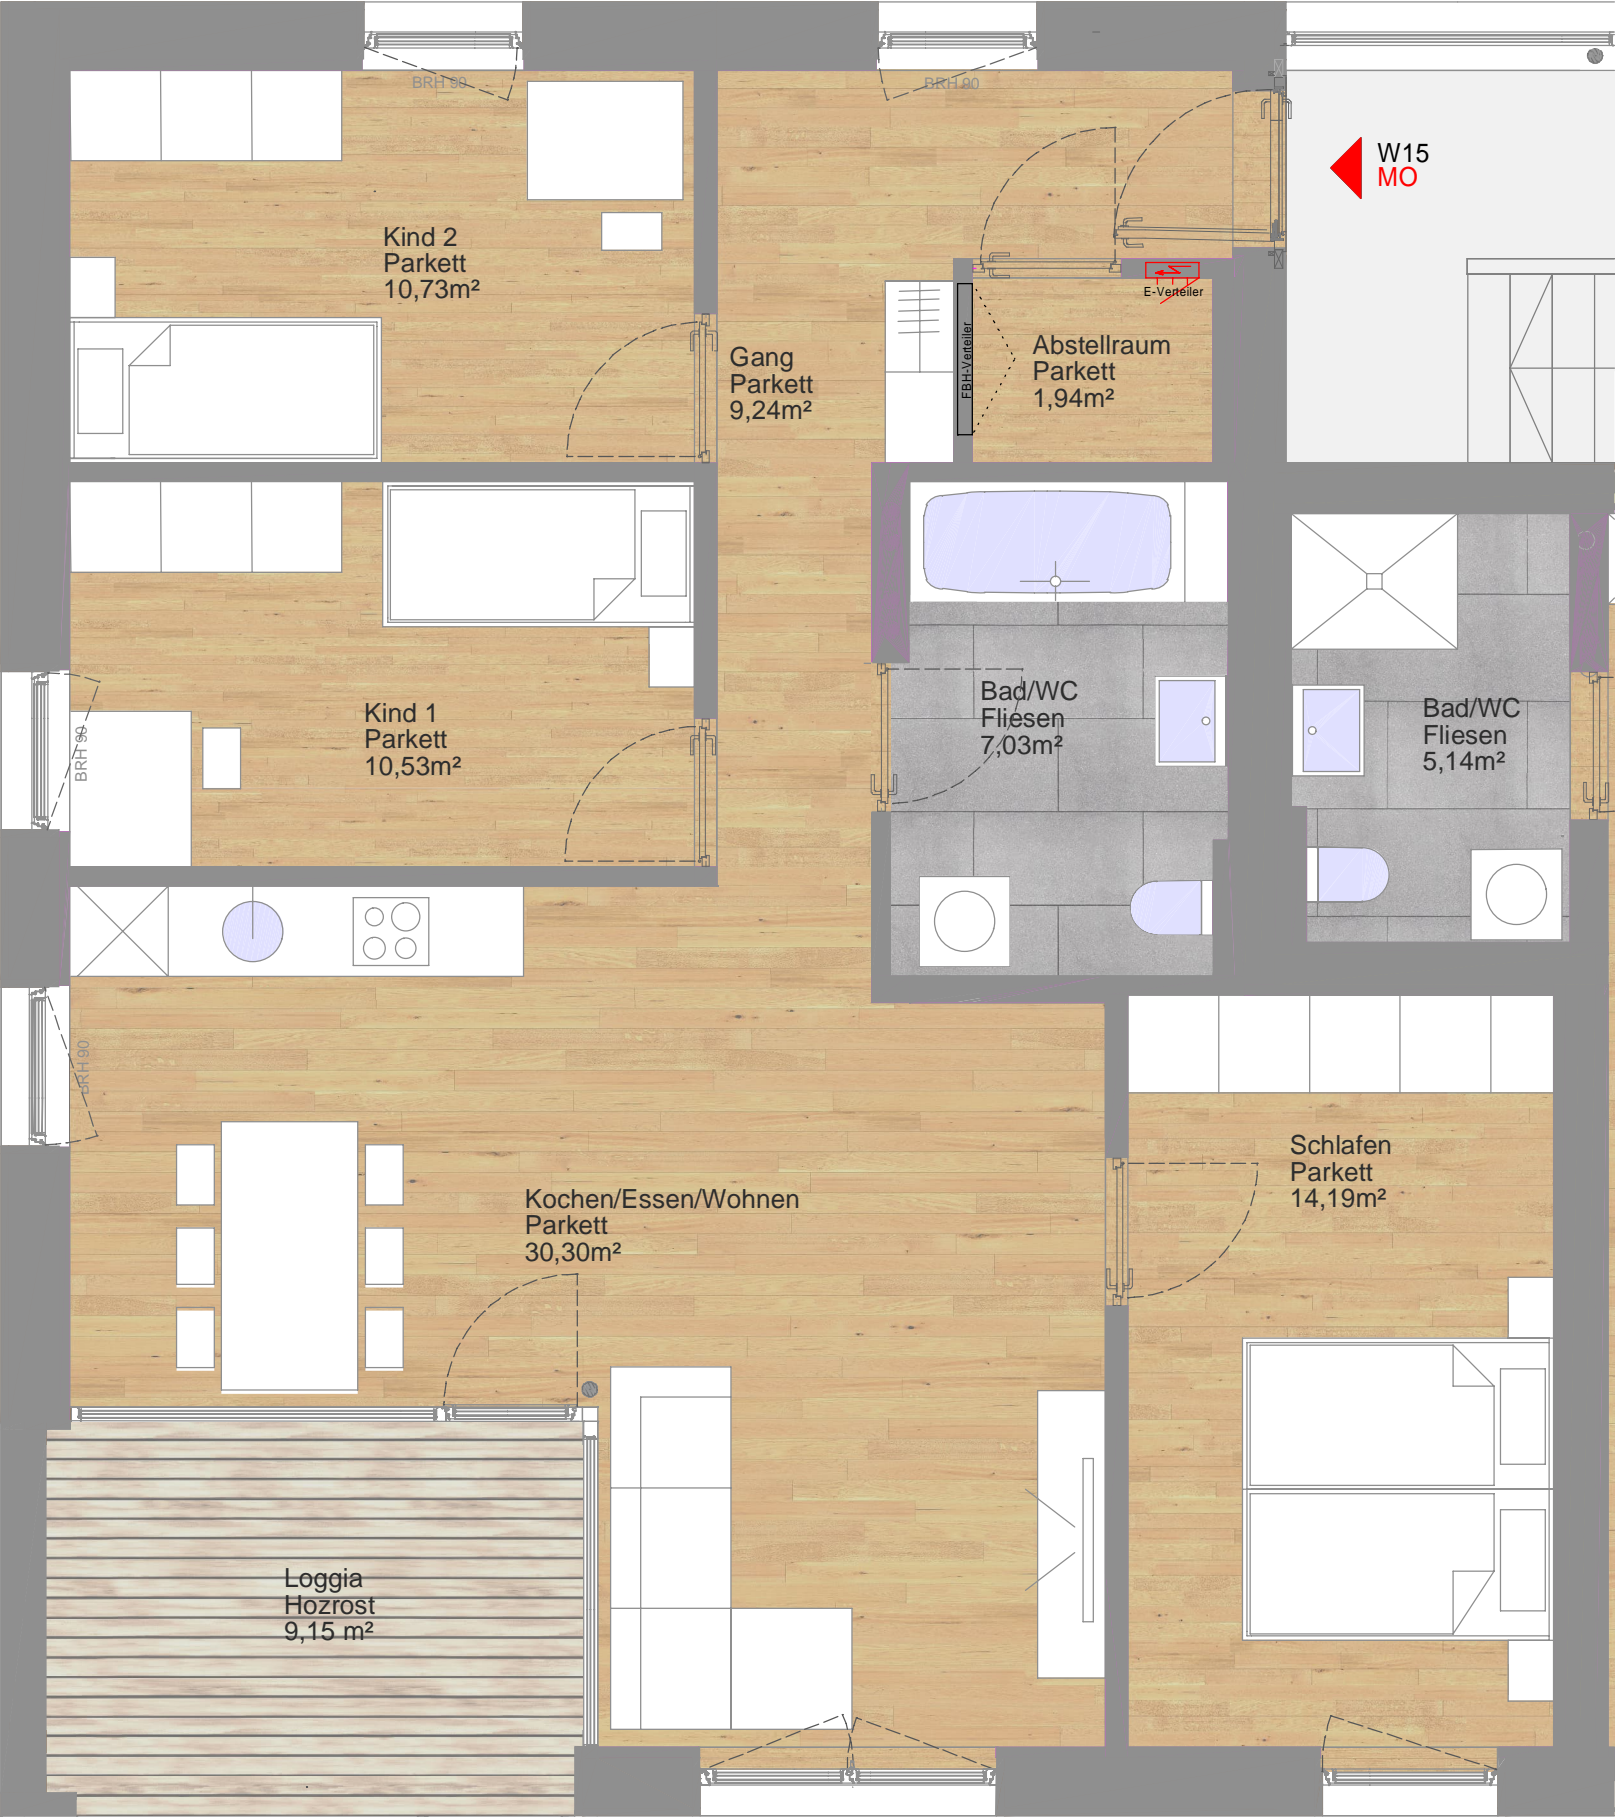 BRH 90
BRH 90
W15
MO
Kind 2
Parkett
10,73m²
E-Verteiler
FBH-Verteiler
Gang
Parkett
9,24m²
Abstellraum
Parkett
1,94m²
Kind 1
Parkett
10,53m²
BRH 90
Bad/WC
Fliesen
7,03m²
Bad/WC
Fliesen
5,14m²
BRH 90
Kochen/Essen/Wohnen
Parkett
30,30m²
Schlafen
Parkett
14,19m²
Loggia
Hozrost
9,15 m²